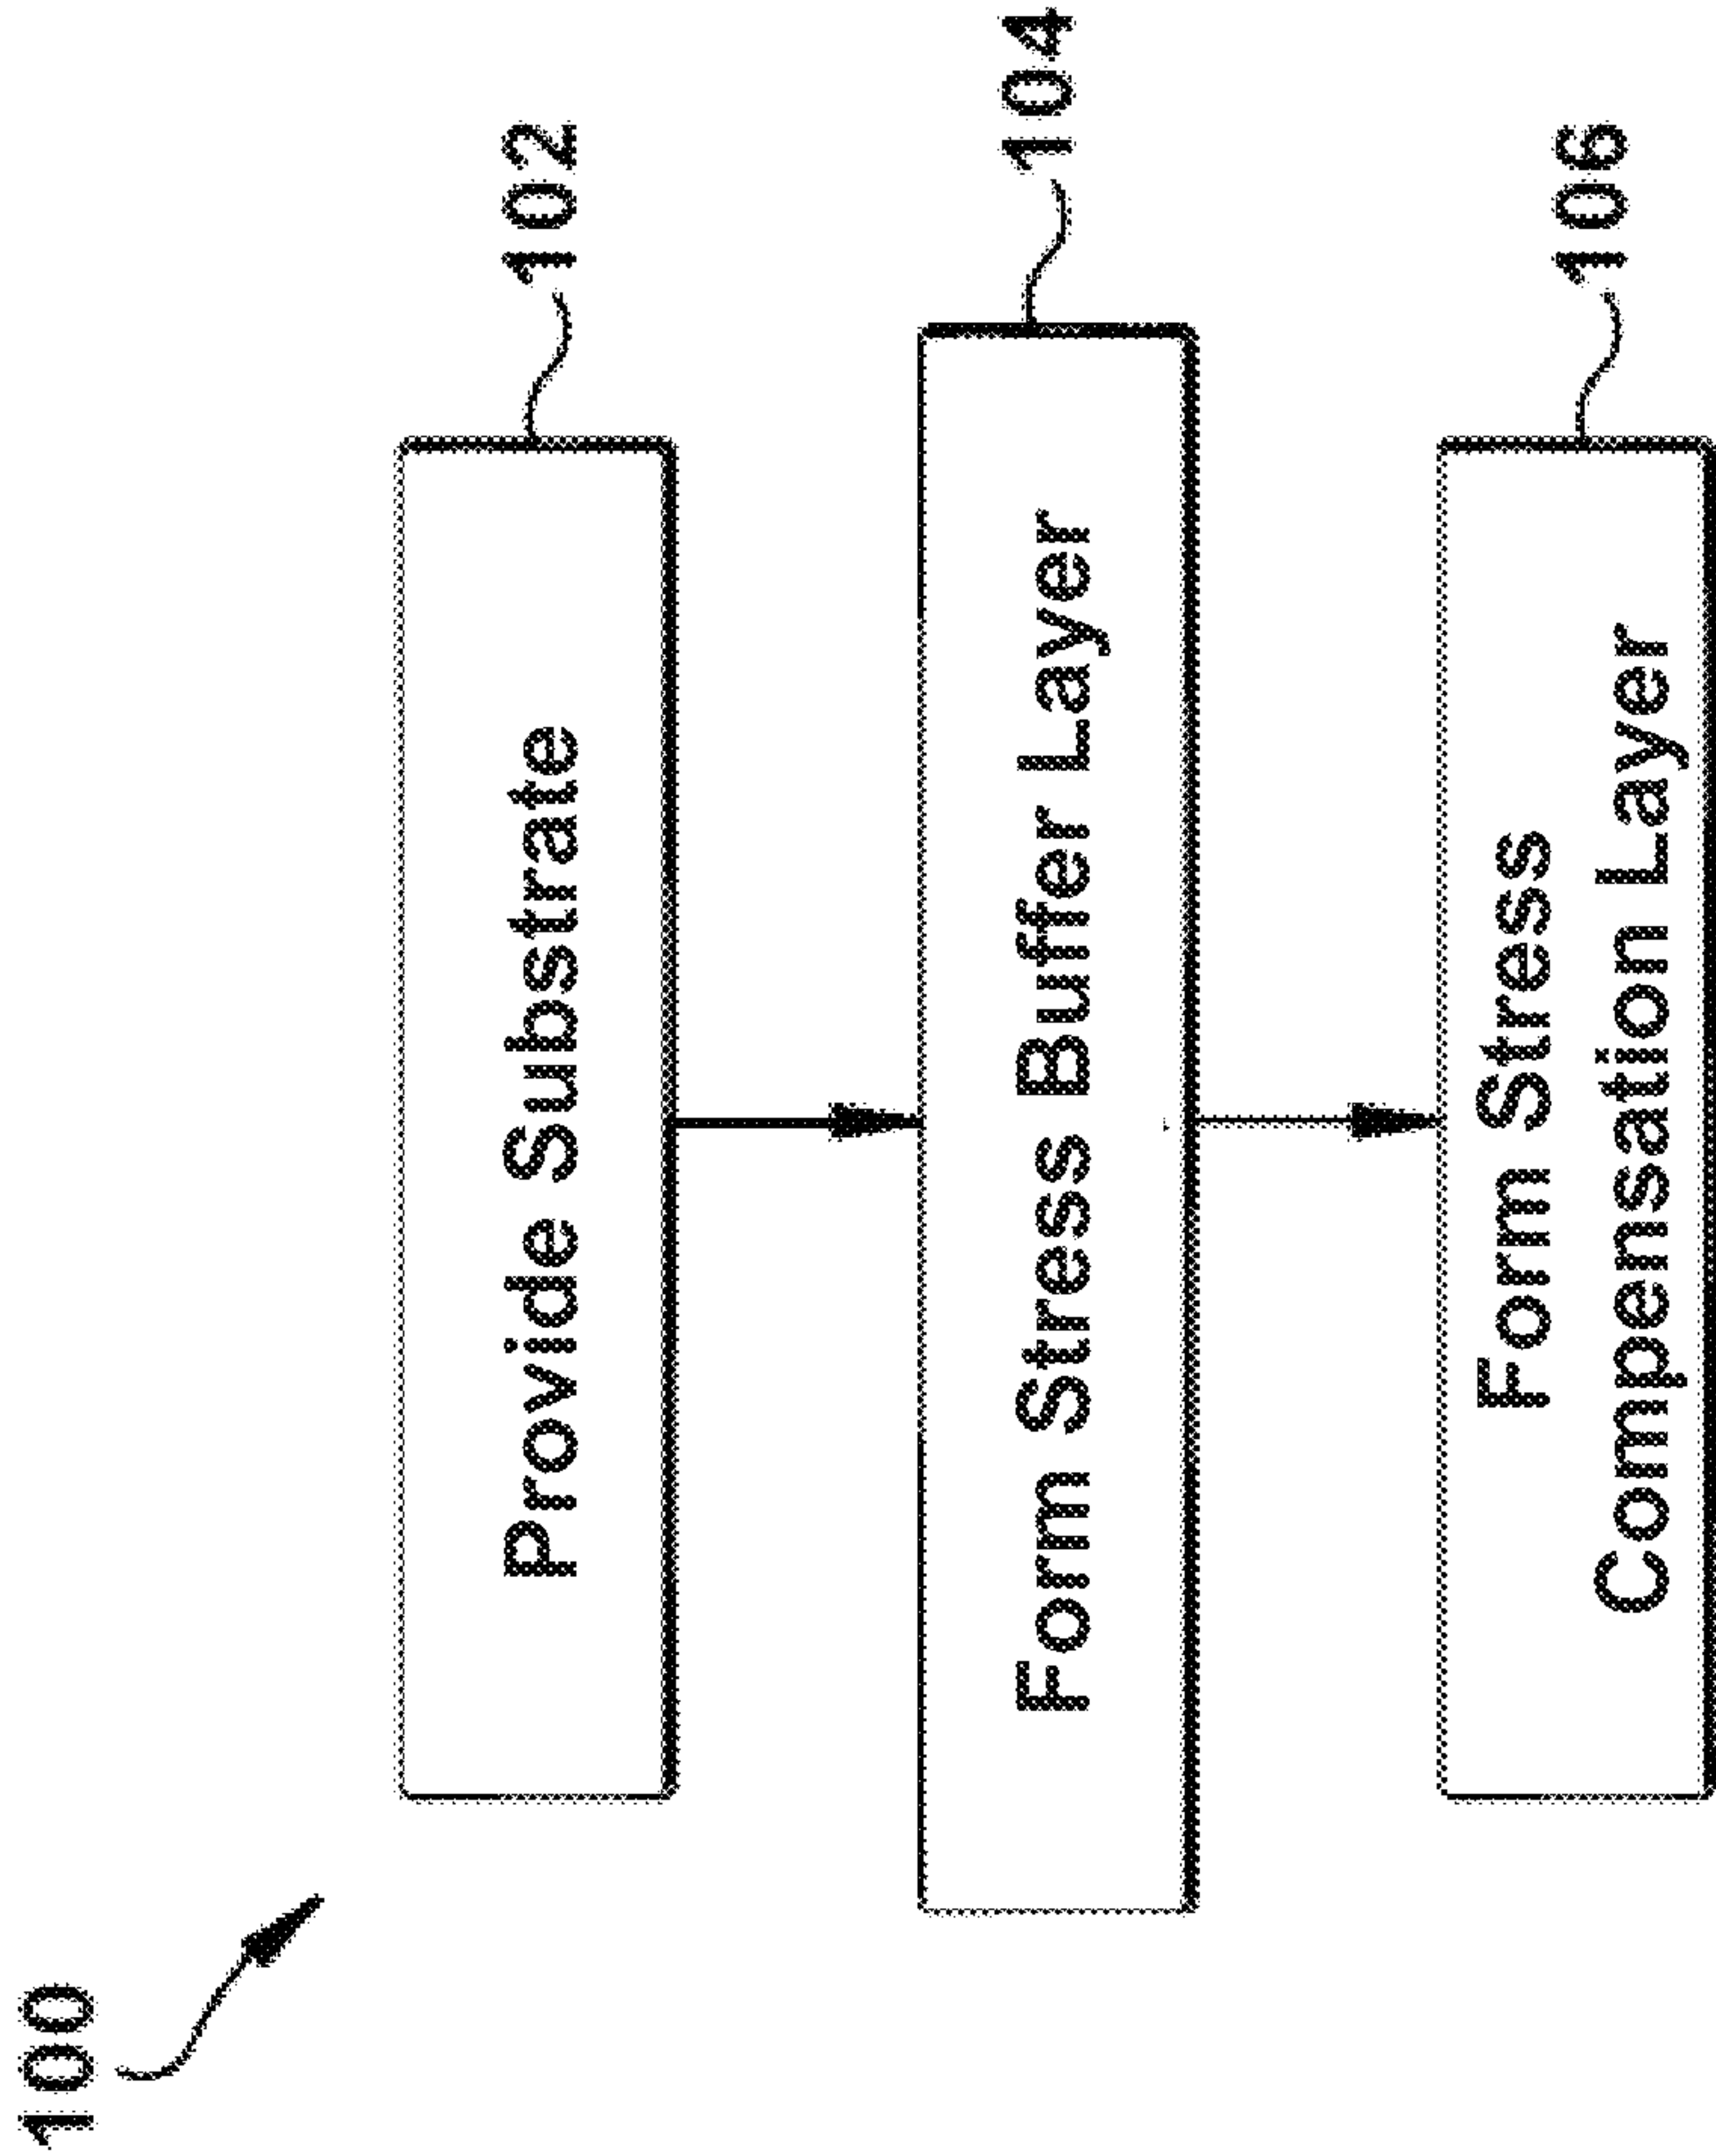 100
Provide Substrate
102
Form Stress Buffer Layer
104
Form Stress
Compensation Layer
106